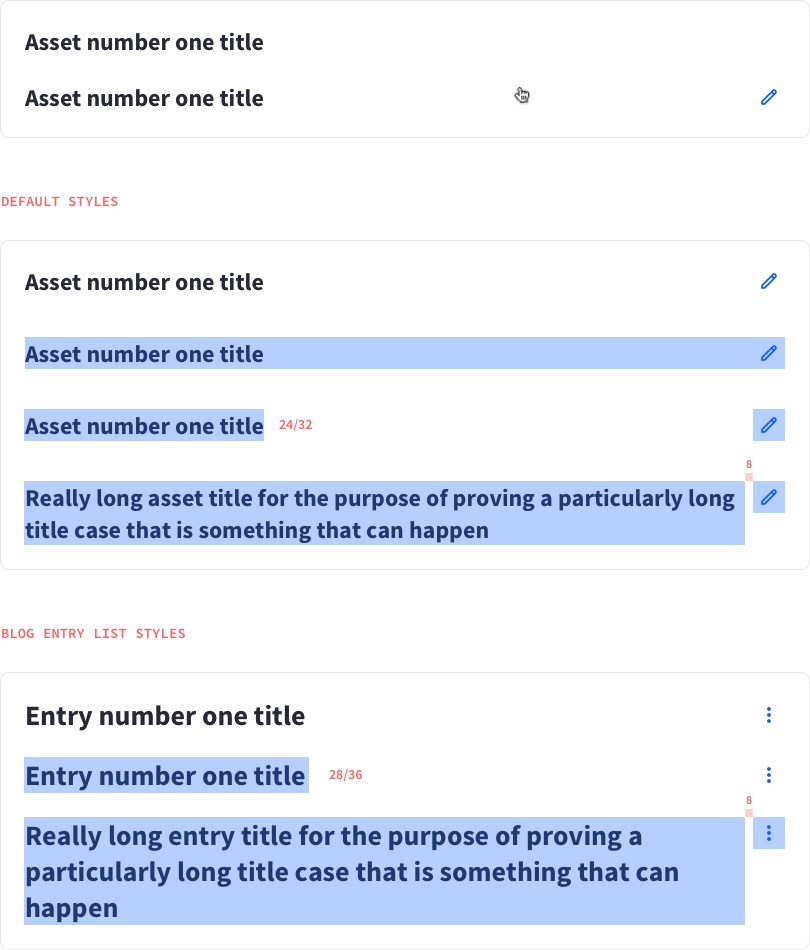 Asset number one title
Asset number one title
DEFAULT STYLES
Asset number one title
Asset number one title
Asset number one title 24/32
8
Really long asset title for the purpose of proving a particularly long
title case that is something that can happen
BLOG ENTRY LIST STYLES
Entry number one title
Entry number one title 28/36
8
Really long entry title for the purpose of proving a
particularly long title case that is something that can
happen